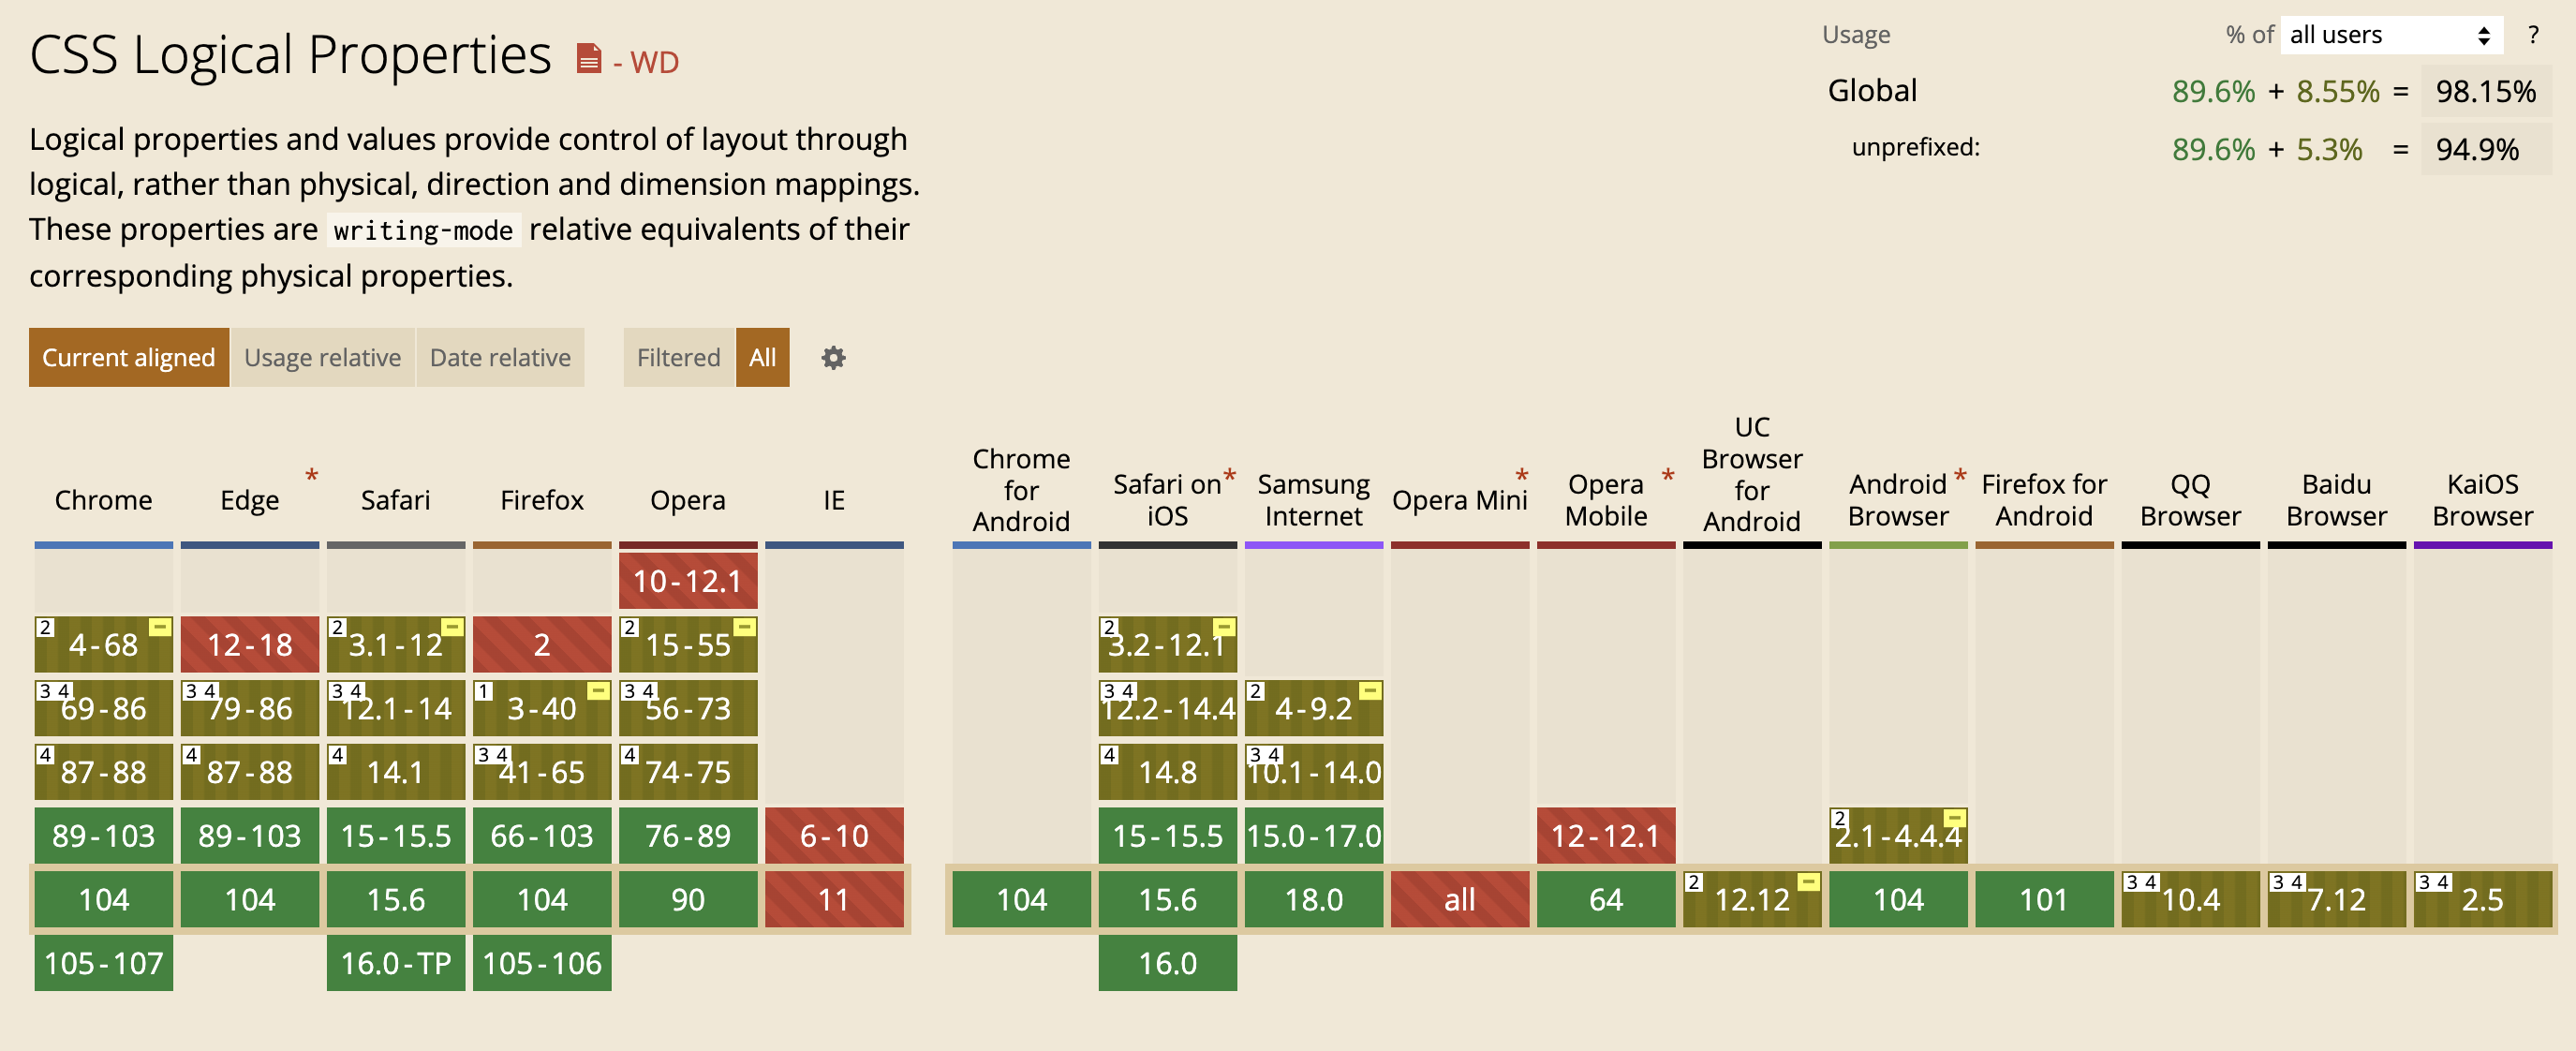 CSS Logical Properties - WD
Usage % of all users ?
Global 89.6% + 8.55% = 98.15%
unprefixed: 89.6% + 5.3% = 94.9%
Logical properties and values provide control of layout through
logical, rather than physical, direction and dimension mappings.
These properties are writing-mode relative equivalents of their
corresponding physical properties.
Current aligned Usage relative Date relative Filtered All
Chrome
Edge *
Safari
Firefox
Opera
IE
Chrome
for
Android
Safari on *
iOS
Samsung
Internet
Opera Mini *
Opera *
Mobile
UC
Browser
for
Android
Android *
Browser
Firefox for
Android
QQ
Browser
Baidu
Browser
KaiOS
Browser
10-12.1
2 4-68 12-18 2 3.1-12 2 2 15-55 2 3.2-12.1
3 4 69-86 3 4 79-86 3 4 12.1-14 1 3-40 3 4 56-73 3 4 12.2-14.4 2 4-9.2
4 87-88 4 87-88 4 14.1 3 4 41-65 4 74-75 4 14.8 3 4 10.1-14.0
89-103 89-103 15-15.5 66-103 76-89 6-10 15-15.5 15.0-17.0 12-12.1 2 2.1-4.4.4
104 104 15.6 104 90 11 104 15.6 18.0 all 64 2 12.12 104 101 3 4 10.4 3 4 7.12 3 4 2.5
105-107 16.0-TP 105-106 16.0